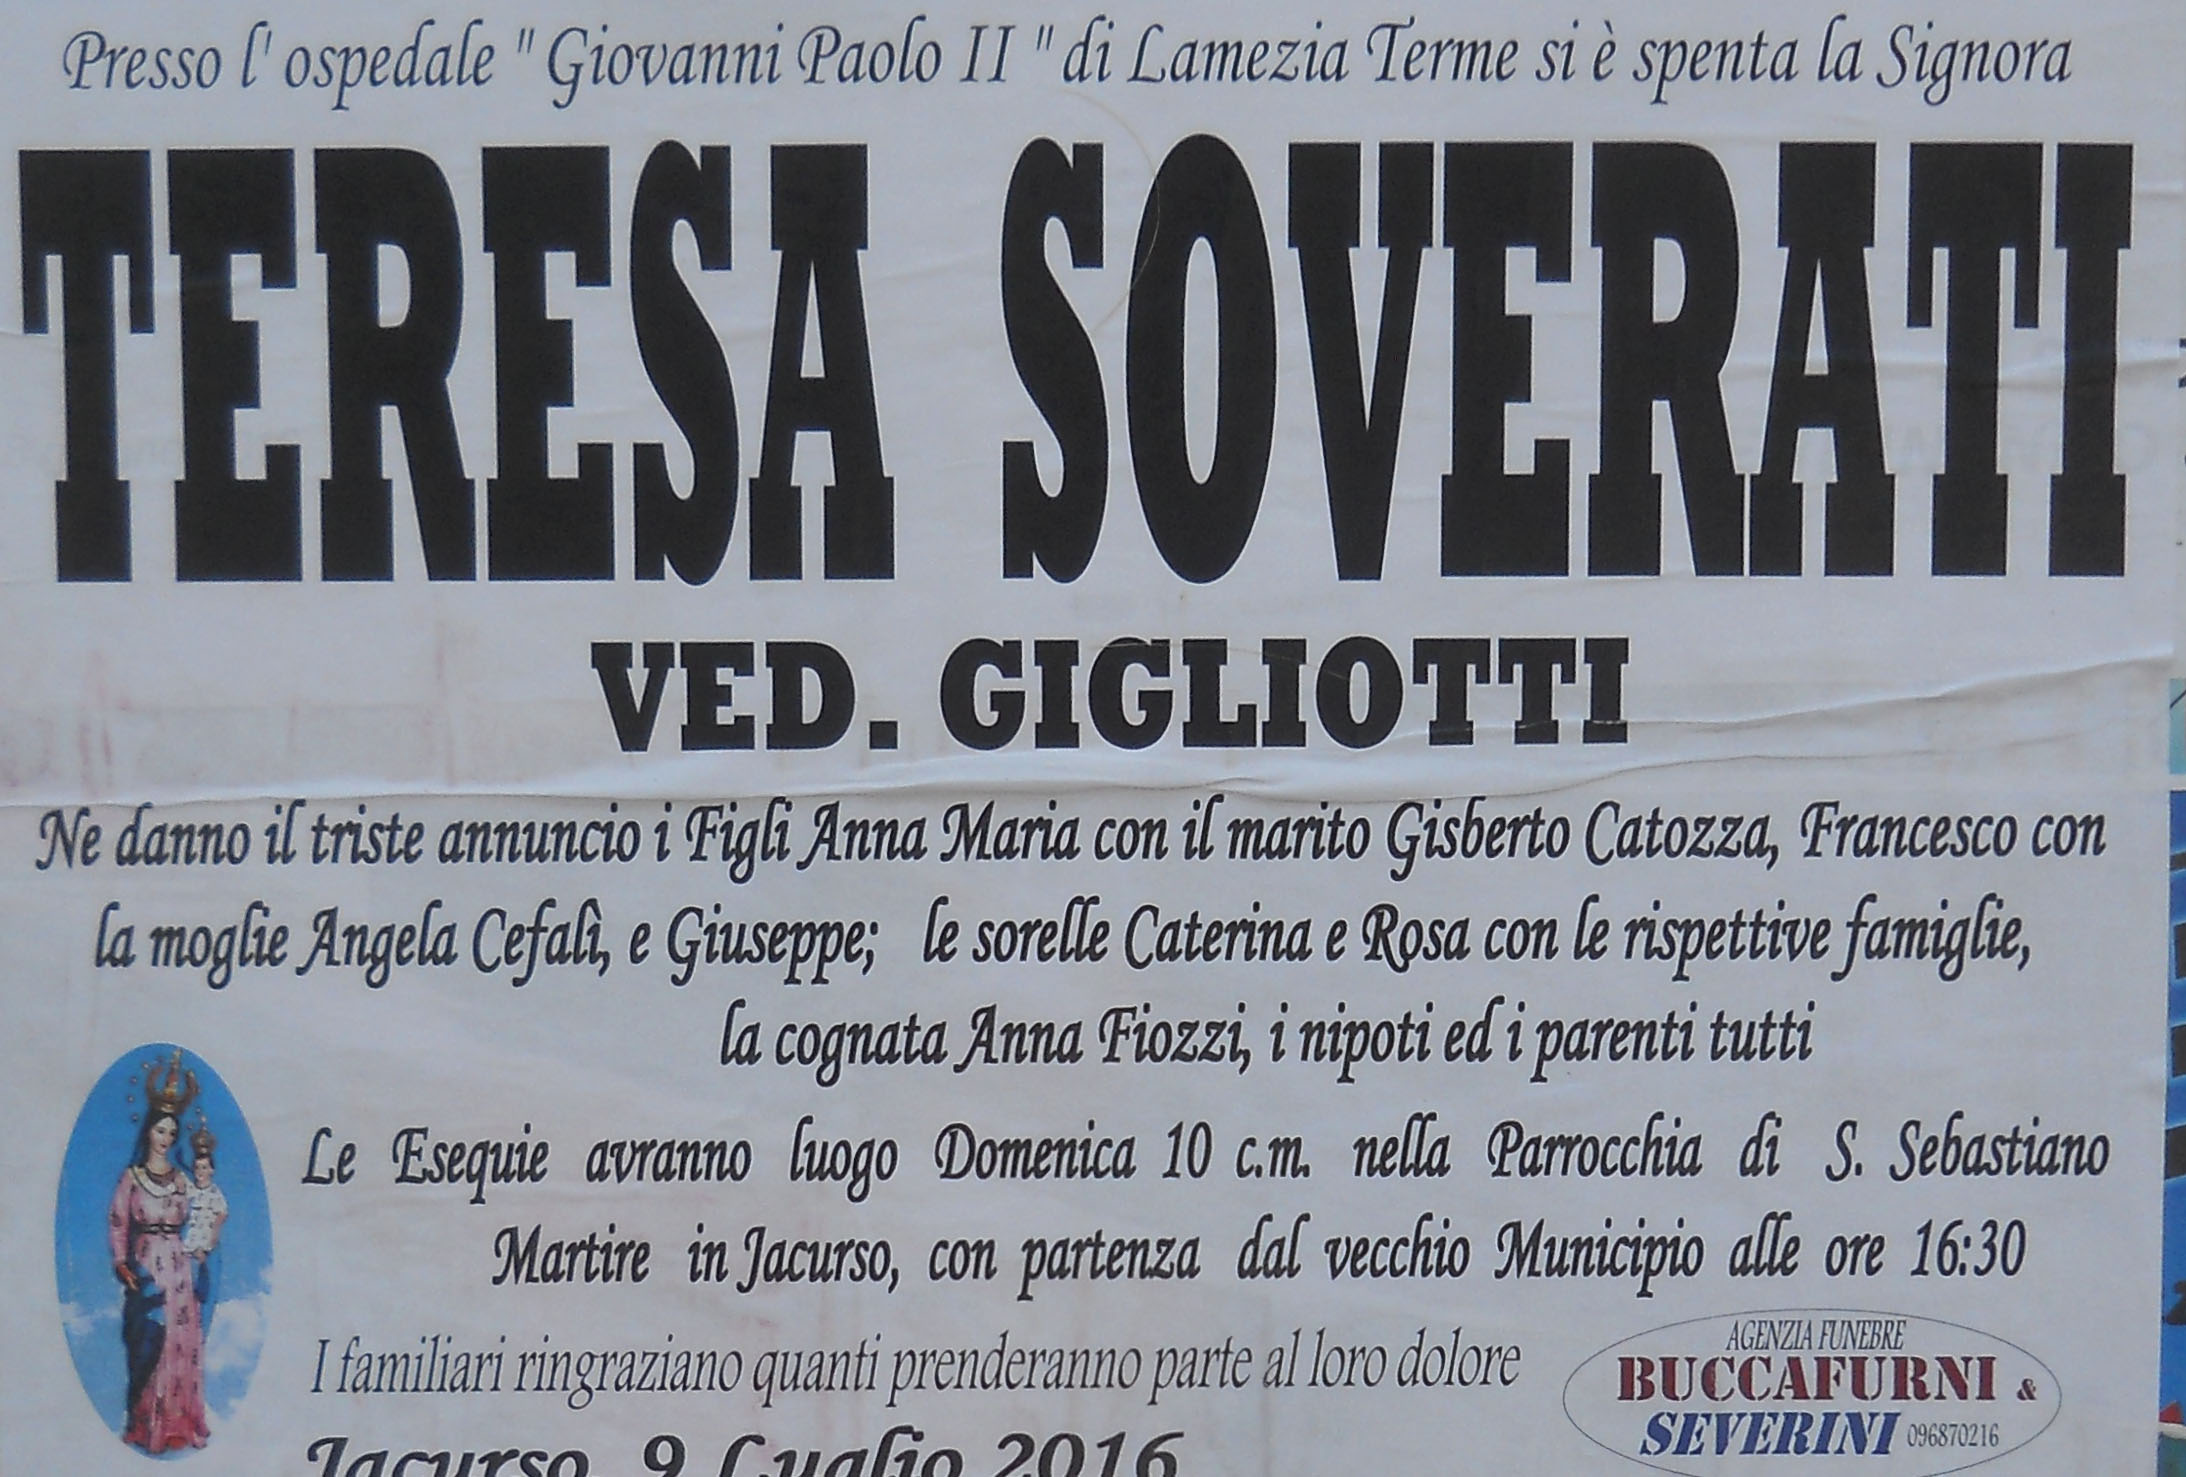 Presso l' ospedale " Giovanni Paolo II " di Lamezia Terme si è spenta la Signora
TERESA SOVERATI
VED. GIGLIOTTI
Ne danno il triste annuncio i Figli Anna Maria con il marito Gisberto Catozza, Francesco con
la moglie Angela Cefalì, e Giuseppe; le sorelle Caterina e Rosa con le rispettive famiglie,
la cognata Anna Fiozzi, i nipoti ed i parenti tutti
Le Esequie avranno luogo Domenica 10 c.m. nella Parrocchia di S. Sebastiano
Martire in Jacurso, con partenza dal vecchio Municipio alle ore 16:30
I familiari ringraziano quanti prenderanno parte al loro dolore
Jacurso, 9 Luglio 2016
AGENZIA FUNEBRE
BUCCAFURNI &
SEVERINI 096870216